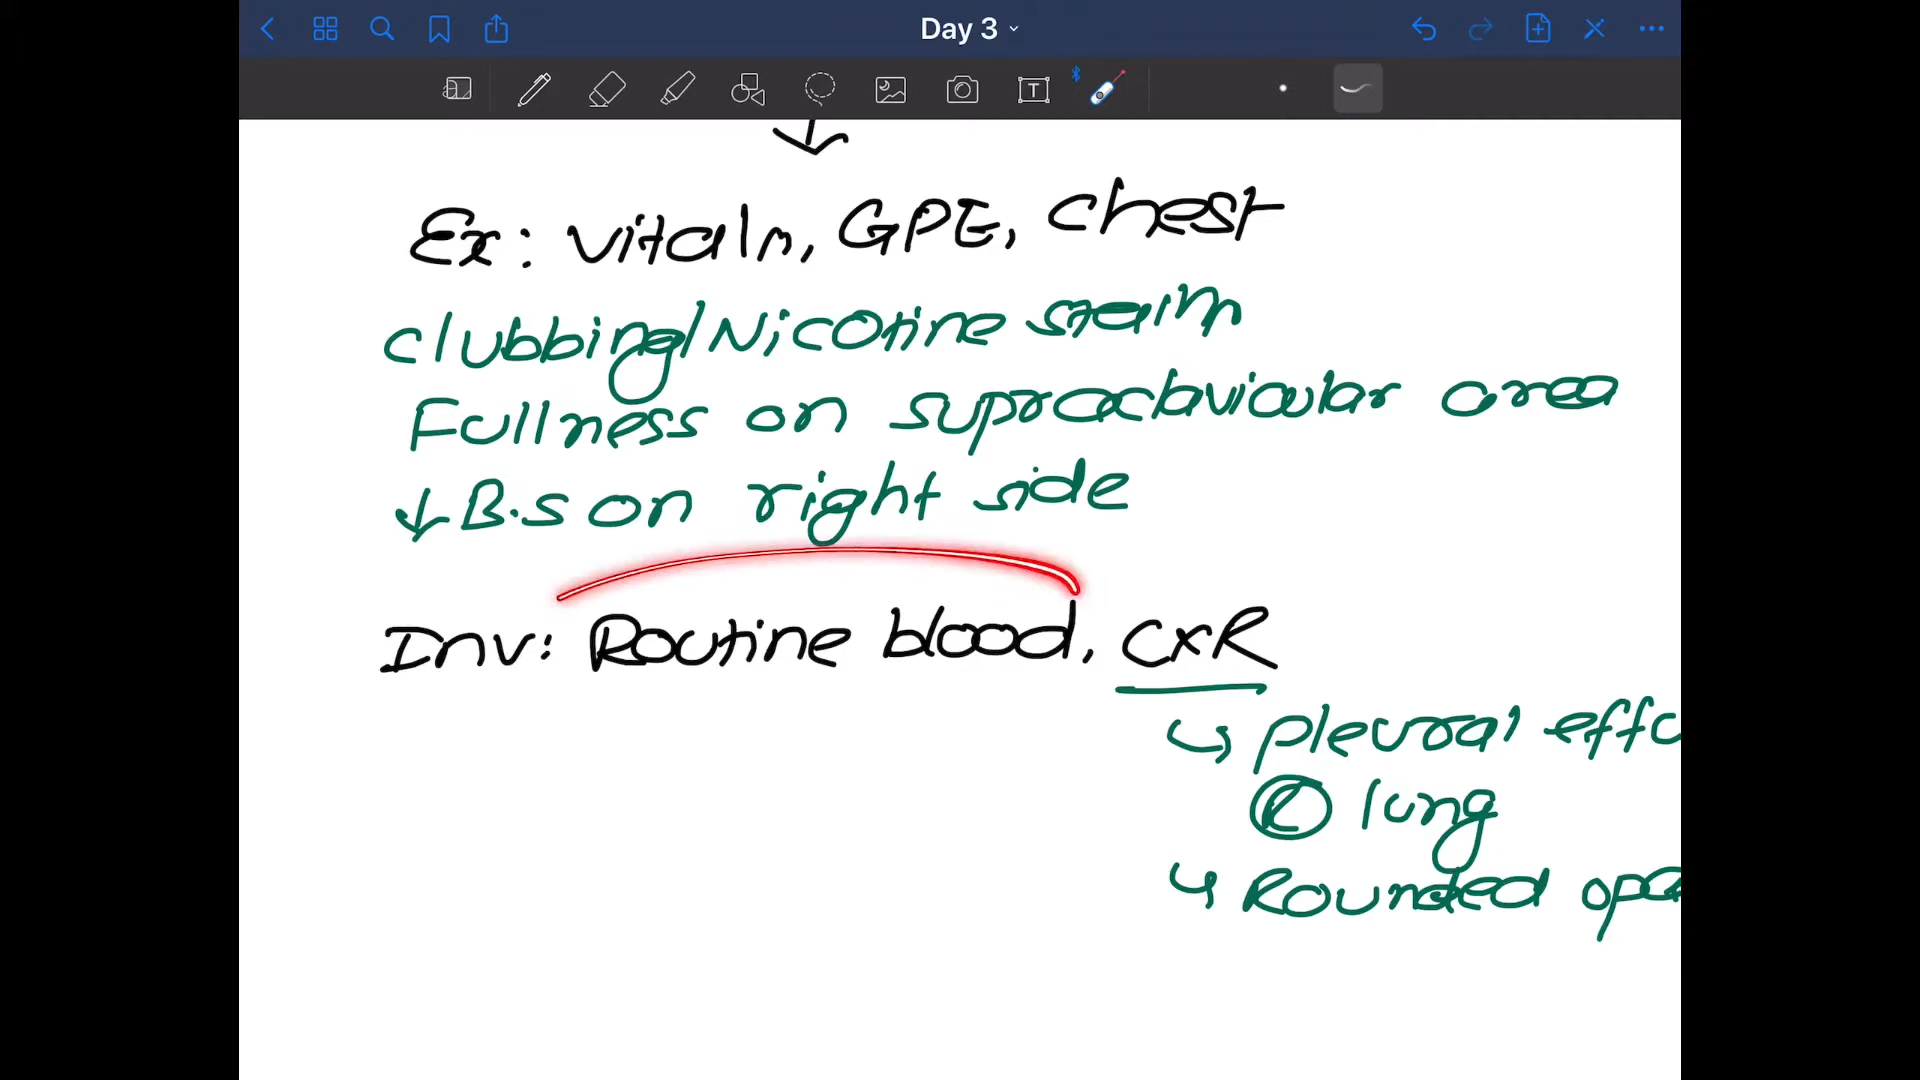 Day 3
Ex: vitals, GPE, chest
clubbing/Nicotine stain
Fullness on supraclavicular area
↓ B.S on right side
Inv: Routine blood, CXR
↳ pleural effu
lung
↳ Rounded opa